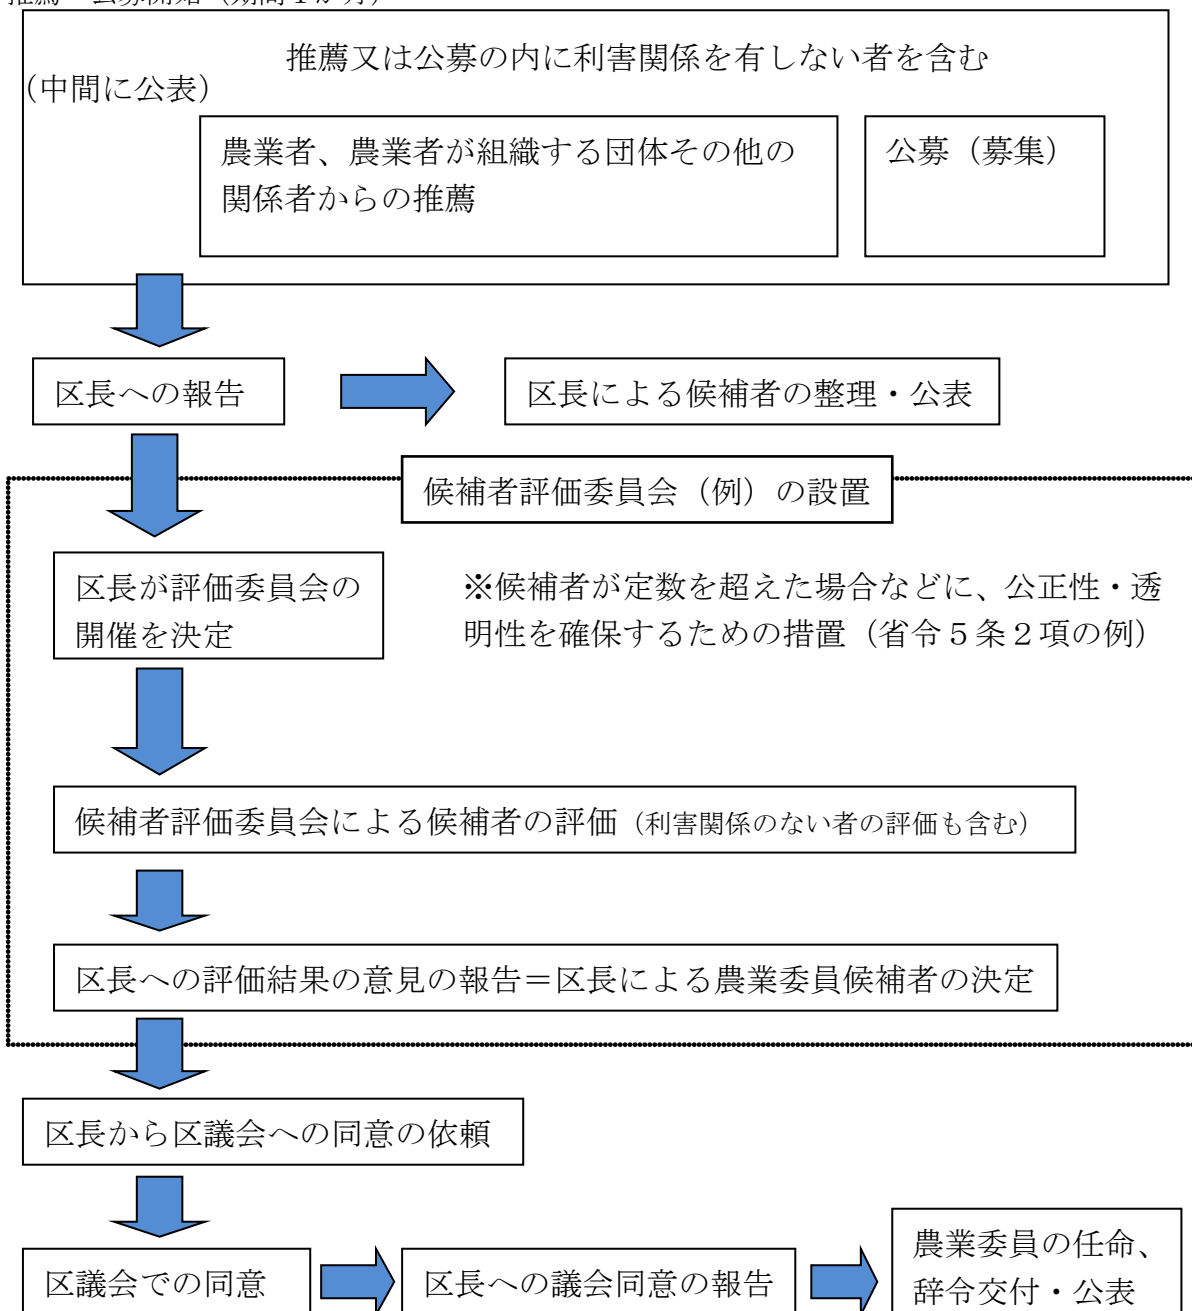 推薦又は公募の内に利害関係を有しない者を含む
（中間に公表）
農業者、農業者が組織する団体その他の
関係者からの推薦
公募（募集）
区長への報告
区長による候補者の整理・公表
候補者評価委員会（例）の設置
区長が評価委員会の
開催を決定
※候補者が定数を超えた場合などに、公正性・透
明性を確保するための措置（省令５条２項の例）
候補者評価委員会による候補者の評価（利害関係のない者の評価も含む）
区長への評価結果の意見の報告＝区長による農業委員候補者の決定
区長から区議会への同意の依頼
区議会での同意
区長への議会同意の報告
農業委員の任命、
辞令交付・公表